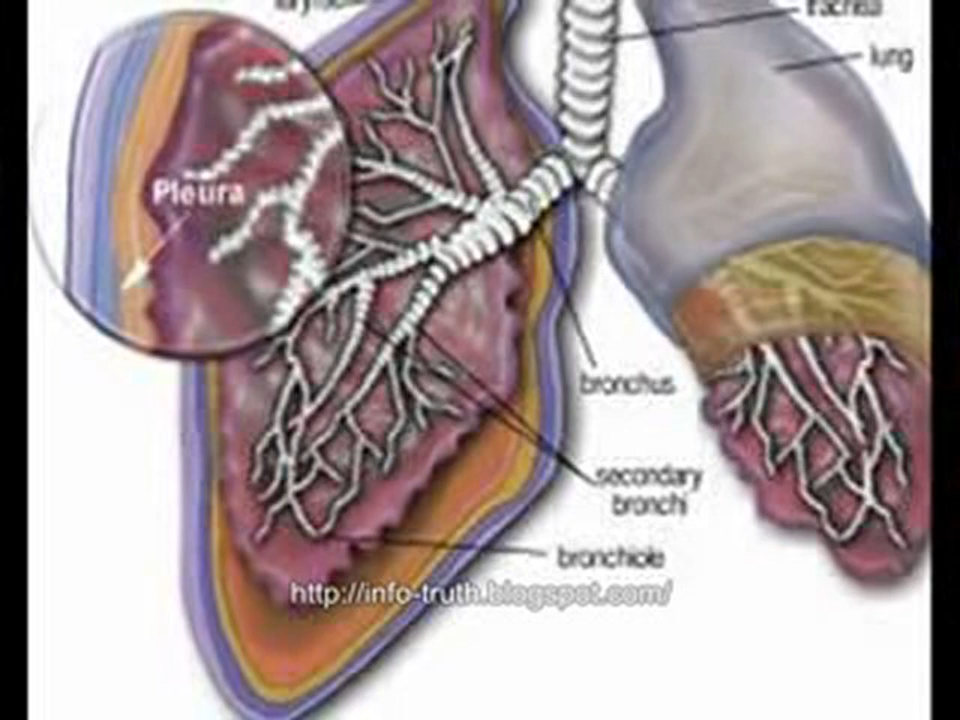 trachea
lung
Pleura
bronchus
secondary
bronchi
bronchiole
http://info-truth.blogspot.com/